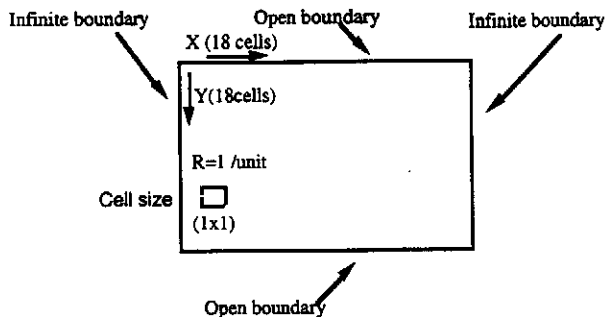 Open boundary
Infinite boundary
Infinite boundary
X (18 cells)
Y(18cells)
R=1 /unit
Cell size
(1x1)
Open boundary